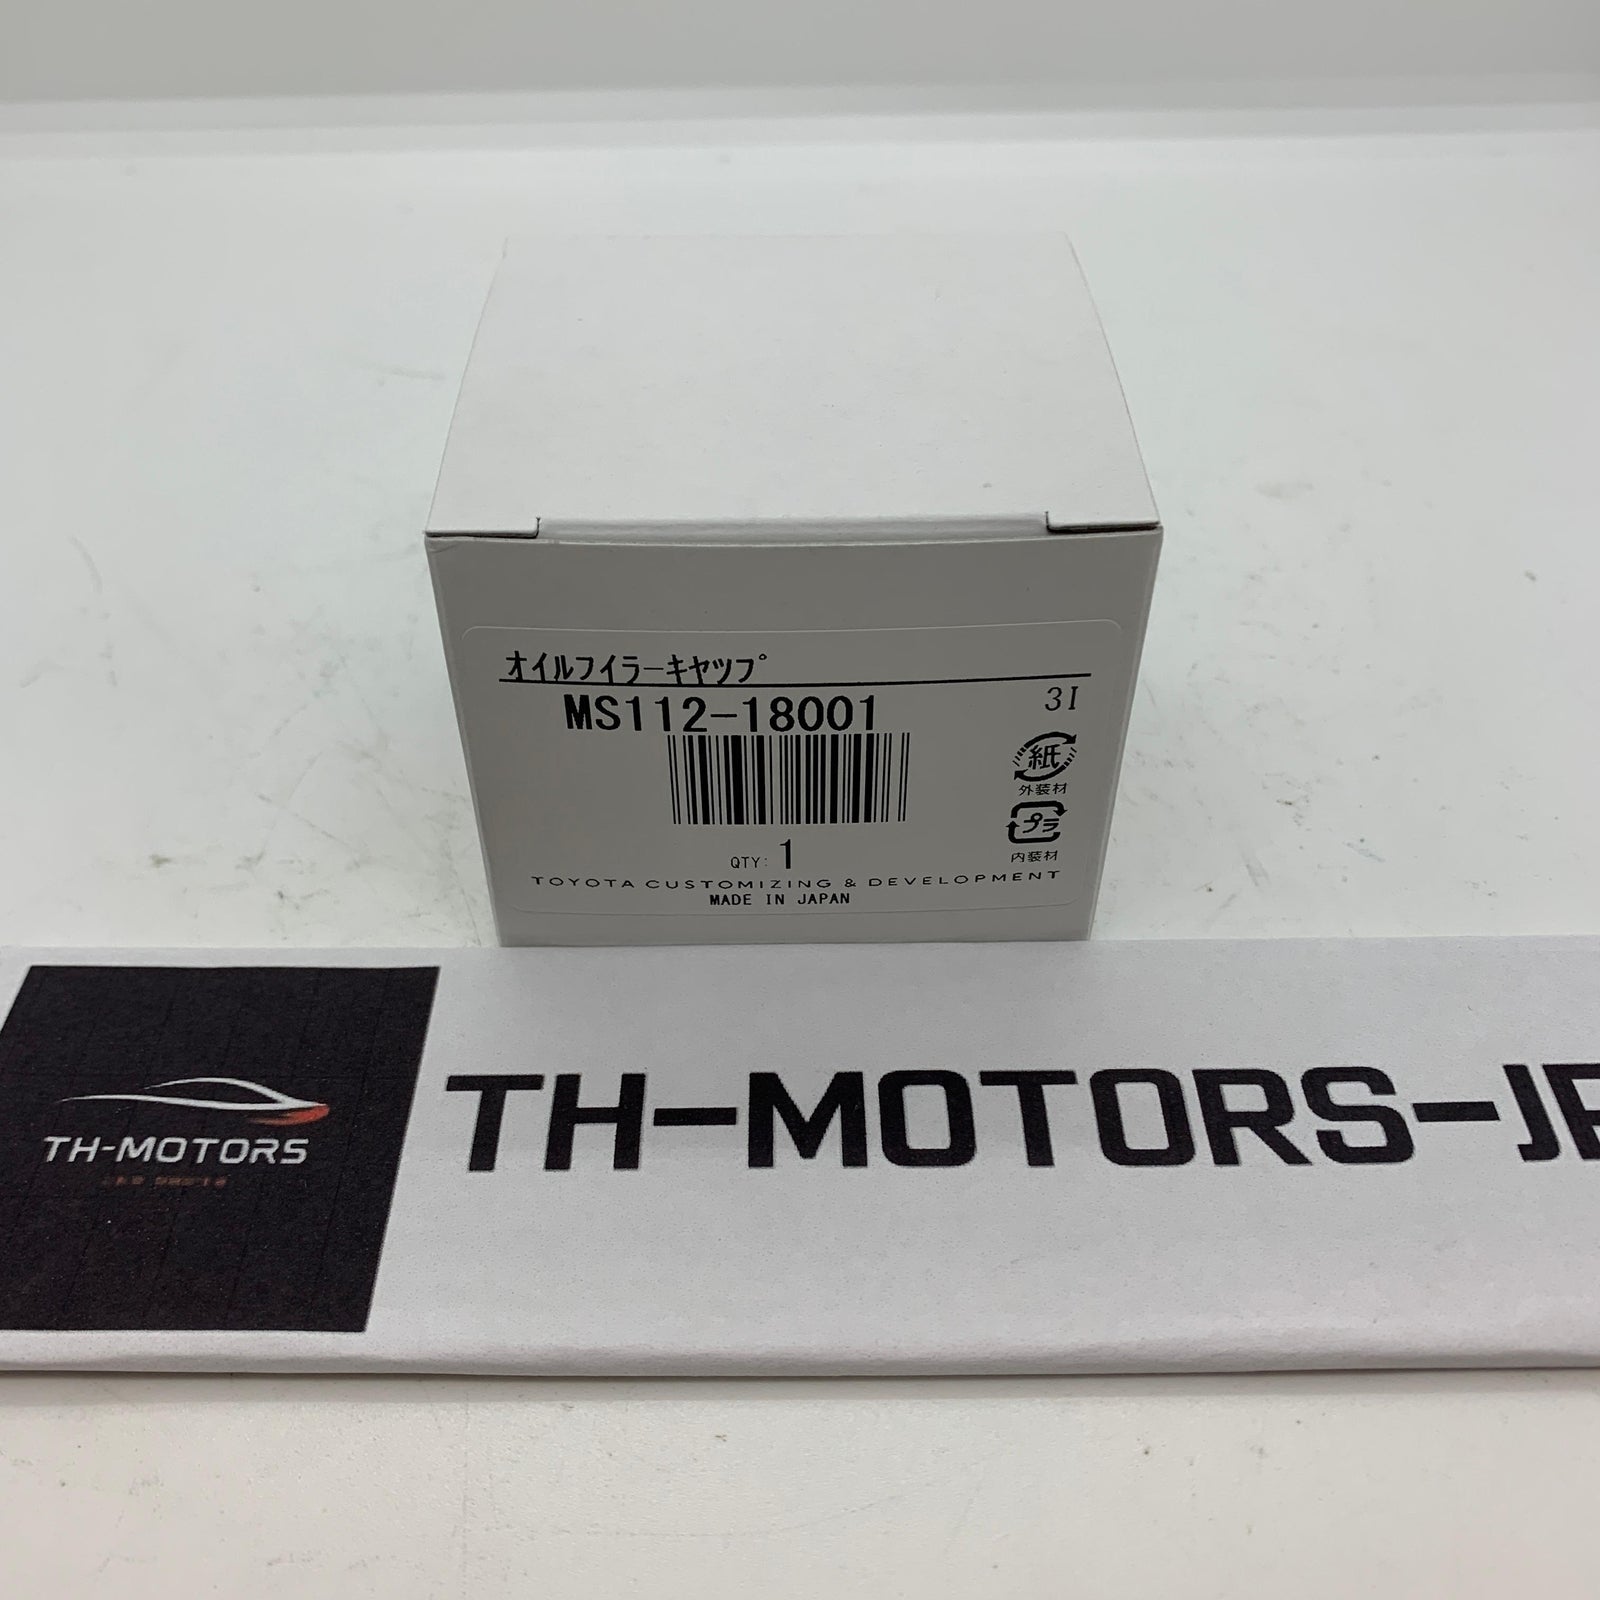 オイルフイラーキヤツプ
MS112-18001
3I
紙
外装材
プラ
内装材
QTY: 1
TOYOTA CUSTOMIZING & DEVELOPMENT
MADE IN JAPAN
TH-MOTORS
TH-MOTORS-JP